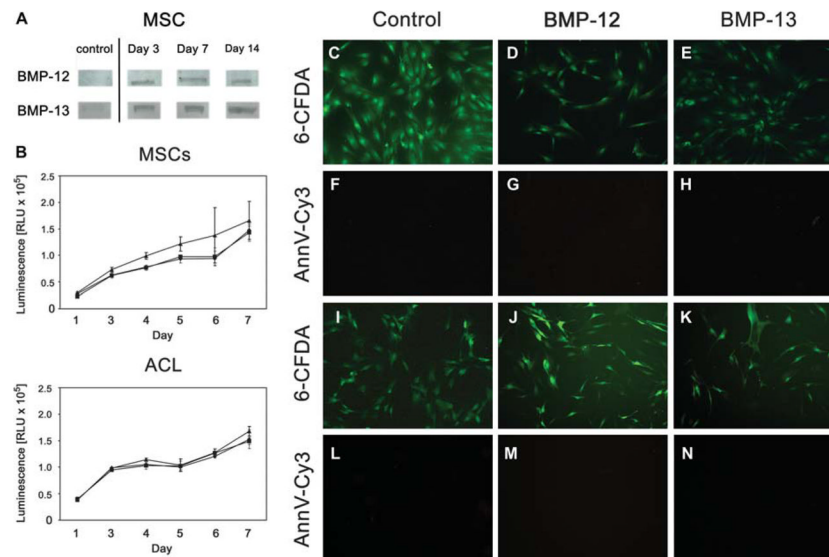 A
MSC
control
Day 3
Day 7
Day 14
BMP-12
BMP-13
B
MSCs
Luminescence [RLU x 10⁵]
2.5
2.0
1.5
1.0
0.5
0
1 3 4 5 6 7
Day
ACL
Luminescence [RLU x 10⁵]
2.5
2.0
1.5
1.0
0.5
0
1 3 4 5 6 7
Day
Control BMP-12 BMP-13
6-CFDA
C D E
AnnV-Cy3
F G H
6-CFDA
I J K
AnnV-Cy3
L M N